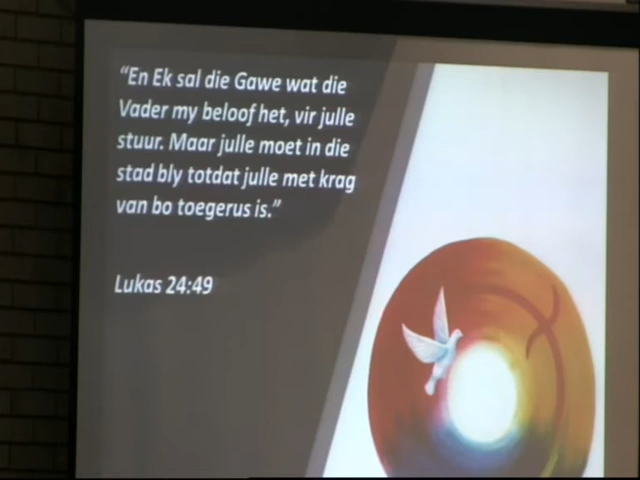 “En Ek sal die Gawe wat die
Vader my beloof het, vir julle
stuur. Maar julle moet in die
stad bly totdat julle met krag
van bo toegerus is.”
Lukas 24:49